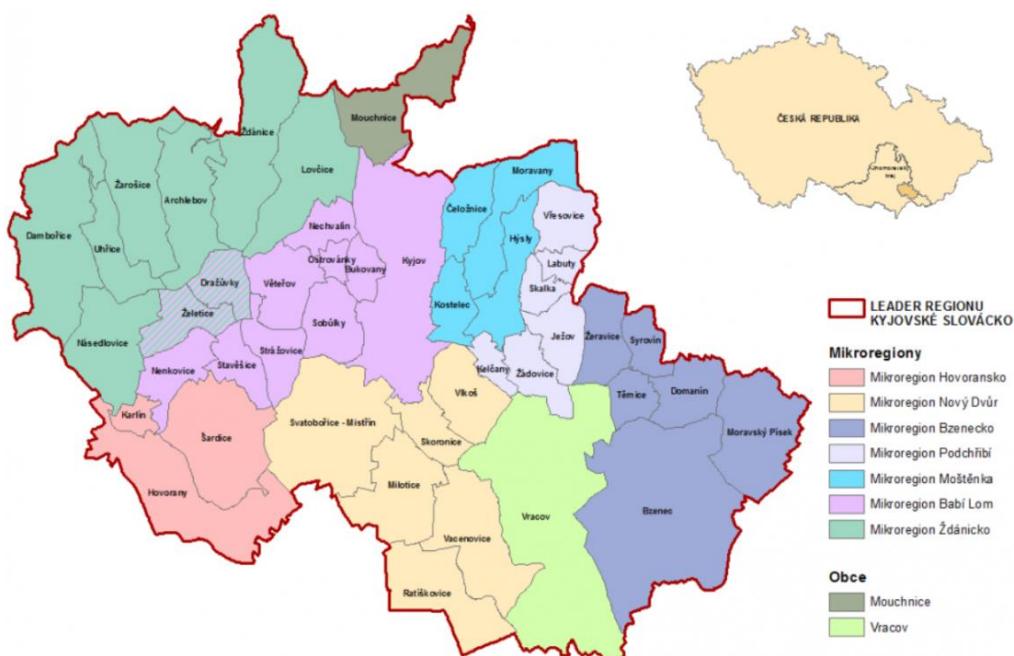 Mouchnice
Ždánice
Lovčice
Moravany
Žarošice
Archlebov
Čeložnice
Vřesovice
Dambořice
Uhřice
Nechvalín
Hýsly
Ostrovánky
Bukovany
Kyjov
Labuty
Dražůvky
Věteřov
Skalka
Želetice
Kostelec
Sobůlky
Ježov
Násedlovice
Žeravice
Syrovín
Strážovice
Stavěšice
Nenkovice
Kelčany
Žádovice
Vlkoš
Těmice
Domanín
Karlín
Svatobořice - Mistřín
Moravský Písek
Šardice
Skoronice
Hovorany
Milotice
Vracov
Bzenec
Vacenovice
Ratíškovice
ČESKÁ REPUBLIKA
Jihomoravský
kraj
LEADER REGIONU
KYJOVSKÉ SLOVÁCKO
Mikroregiony
Mikroregion Hovoransko
Mikroregion Nový Dvůr
Mikroregion Bzenecko
Mikroregion Podchřibí
Mikroregion Moštěnka
Mikroregion Babí Lom
Mikroregion Ždánicko
Obce
Mouchnice
Vracov